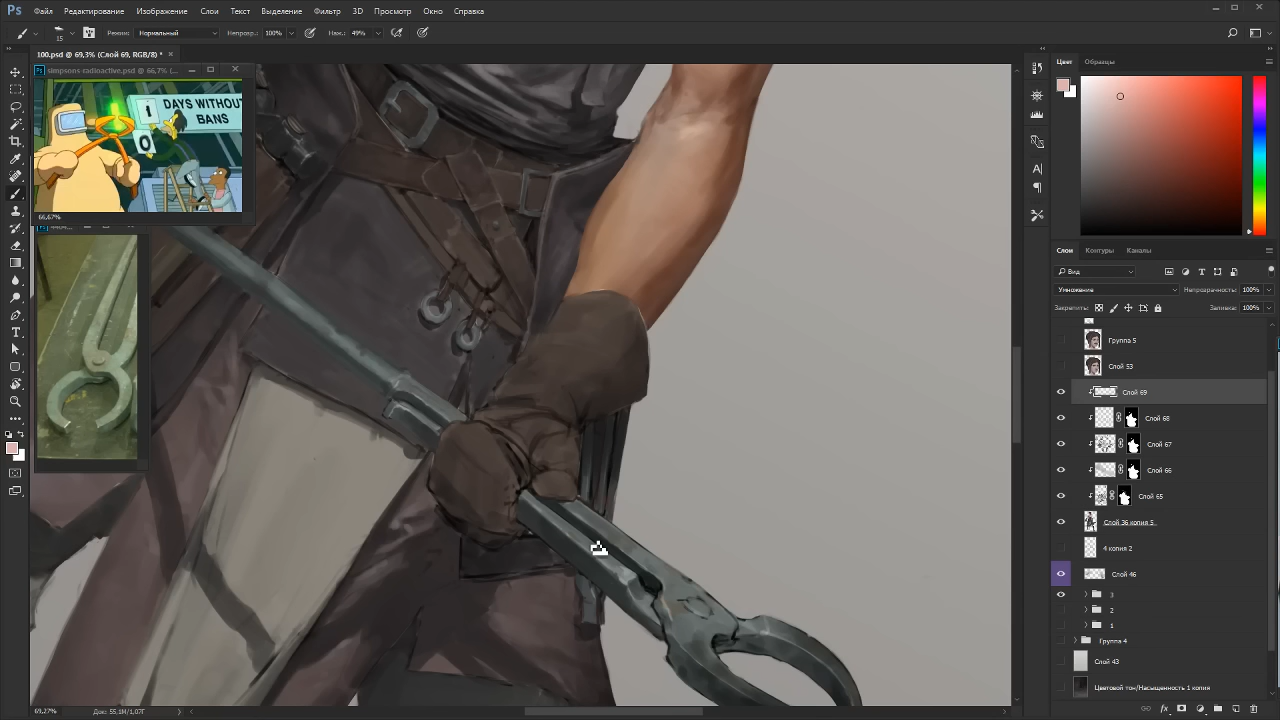 Ps Файл Редактирование Изображение Слои Текст Выделение Фильтр 3D Просмотр Окно Справка
15 Режим: Нормальный Непрозр.: 100% Наж.: 49%
100.psd @ 69,3% (Слой 69, RGB/8) * ×
simpsons-radioactive.psd @ 66,7% (...
1 DAYS WITHOUT
BANS
0
66,67%
Цвет Образцы
Слои Контуры Каналы
Вид
Умножение Непрозрачность: 100%
Закрепить: Заливка: 100%
Группа 5
Слой 53
Слой 69
Слой 68
Слой 67
Слой 66
Слой 65
Слой 36 копия 5
4 копия 2
Слой 46
3
2
1
Группа 4
Слой 43
Цветовой тон/Насыщенность 1 копия
fx
69,27% Док: 55,1M/1,07Г